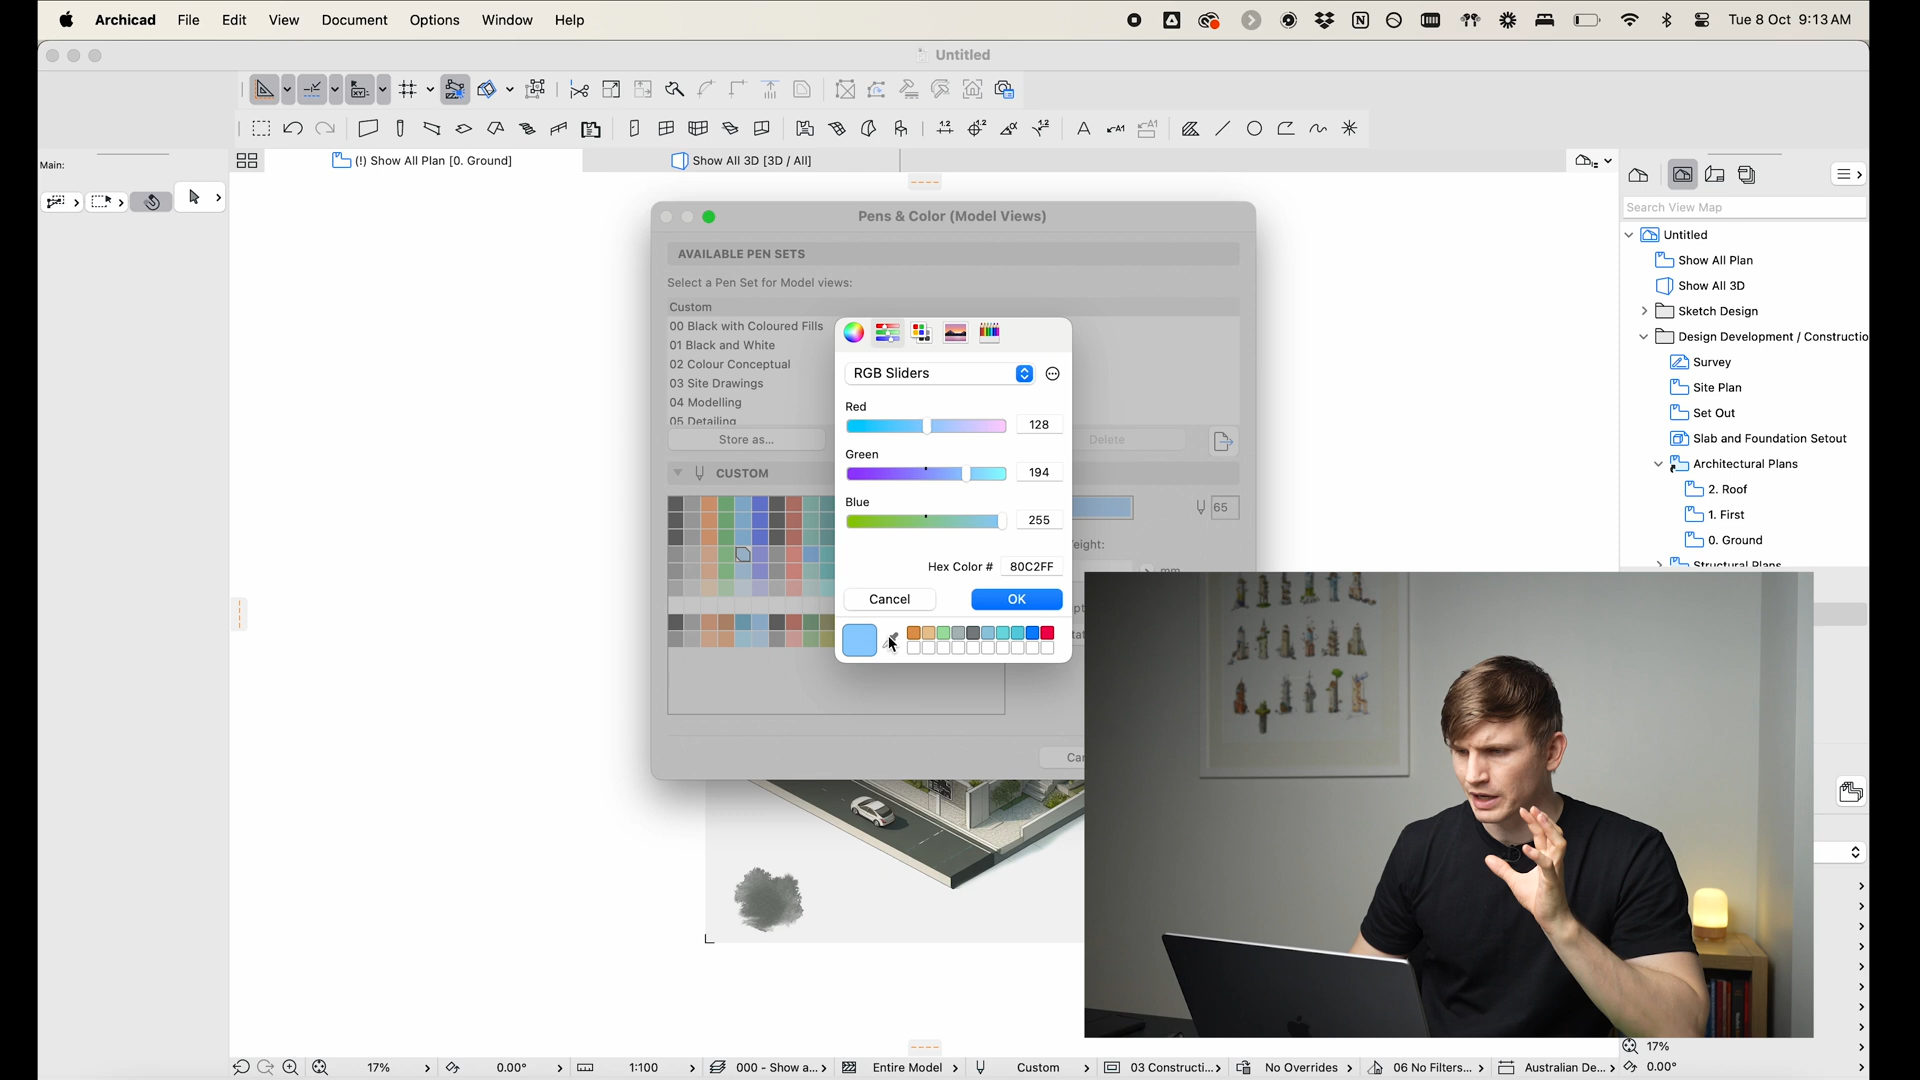 Archicad File Edit View Document Options Window Help Tue 8 Oct 9:13 AM
Untitled
Main:
(!) Show All Plan [0. Ground]
Show All 3D [3D / All]
Search View Map
Untitled
Show All Plan
Show All 3D
Sketch Design
Design Development / Constructio
Survey
Site Plan
Set Out
Slab and Foundation Setout
Architectural Plans
2. Roof
1. First
0. Ground
Structural Plans
Pens & Color (Model Views)
AVAILABLE PEN SETS
Select a Pen Set for Model views:
Custom
00 Black with Coloured Fills
01 Black and White
02 Colour Conceptual
03 Site Drawings
04 Modelling
05 Detailing
Store as...
Delete
CUSTOM
65
eight:
mm
RGB Sliders
Red
128
Green
194
Blue
255
Hex Color # 80C2FF
Cancel
OK
17%
17% 0.00° 1:100 000 - Show a... Entire Model Custom 03 Constructi... No Overrides 06 No Filters... Australian De... 0.00°